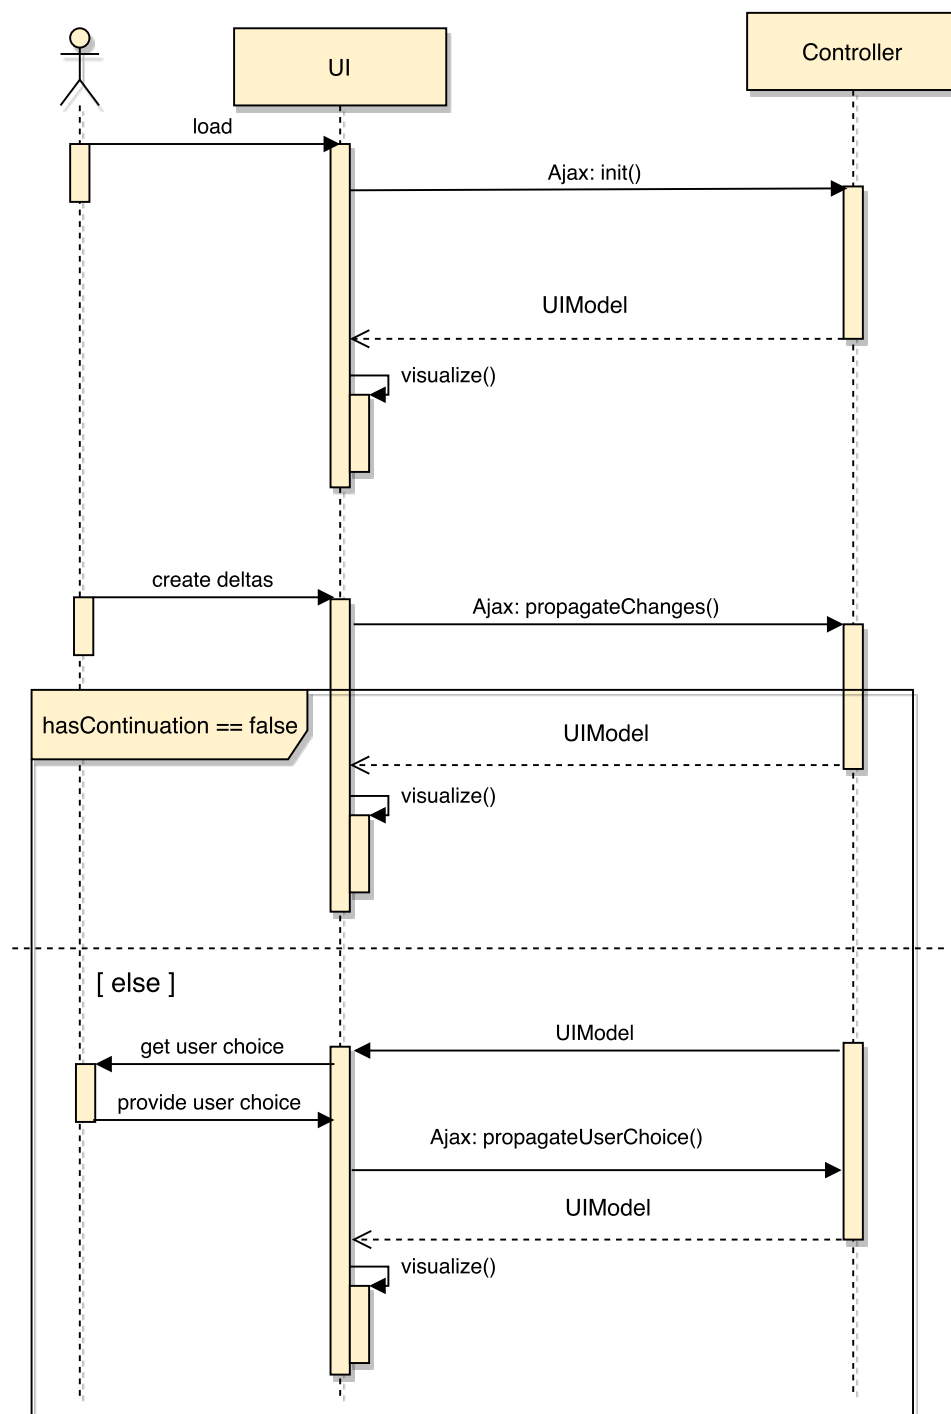 UI
Controller
load
Ajax: init()
UIModel
visualize()
create deltas
Ajax: propagateChanges()
hasContinuation == false
UIModel
visualize()
[ else ]
UIModel
get user choice
provide user choice
Ajax: propagateUserChoice()
UIModel
visualize()